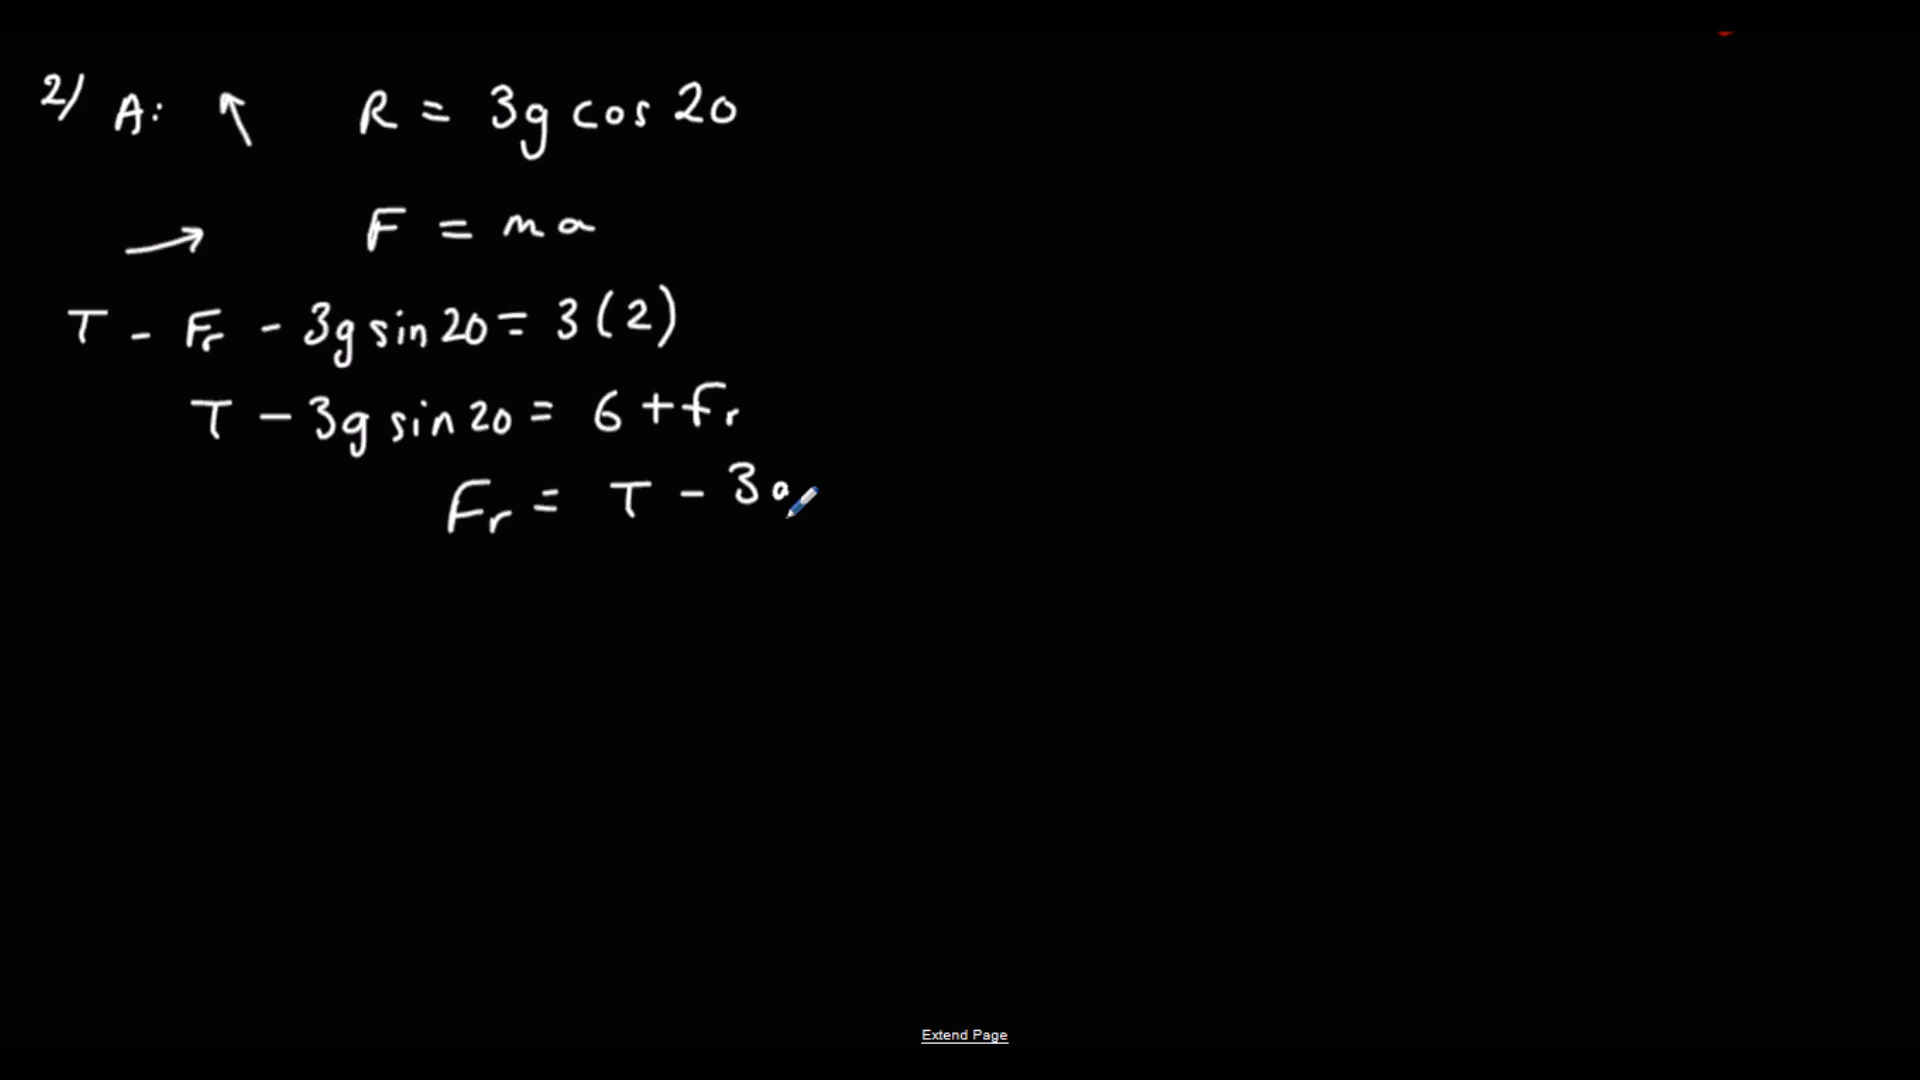 2) A: ↖ R = 3g cos 20
→ F = ma
T - Fr - 3g sin 20 = 3(2)
T - 3g sin 20 = 6 + Fr
Fr = T - 3
Extend Page